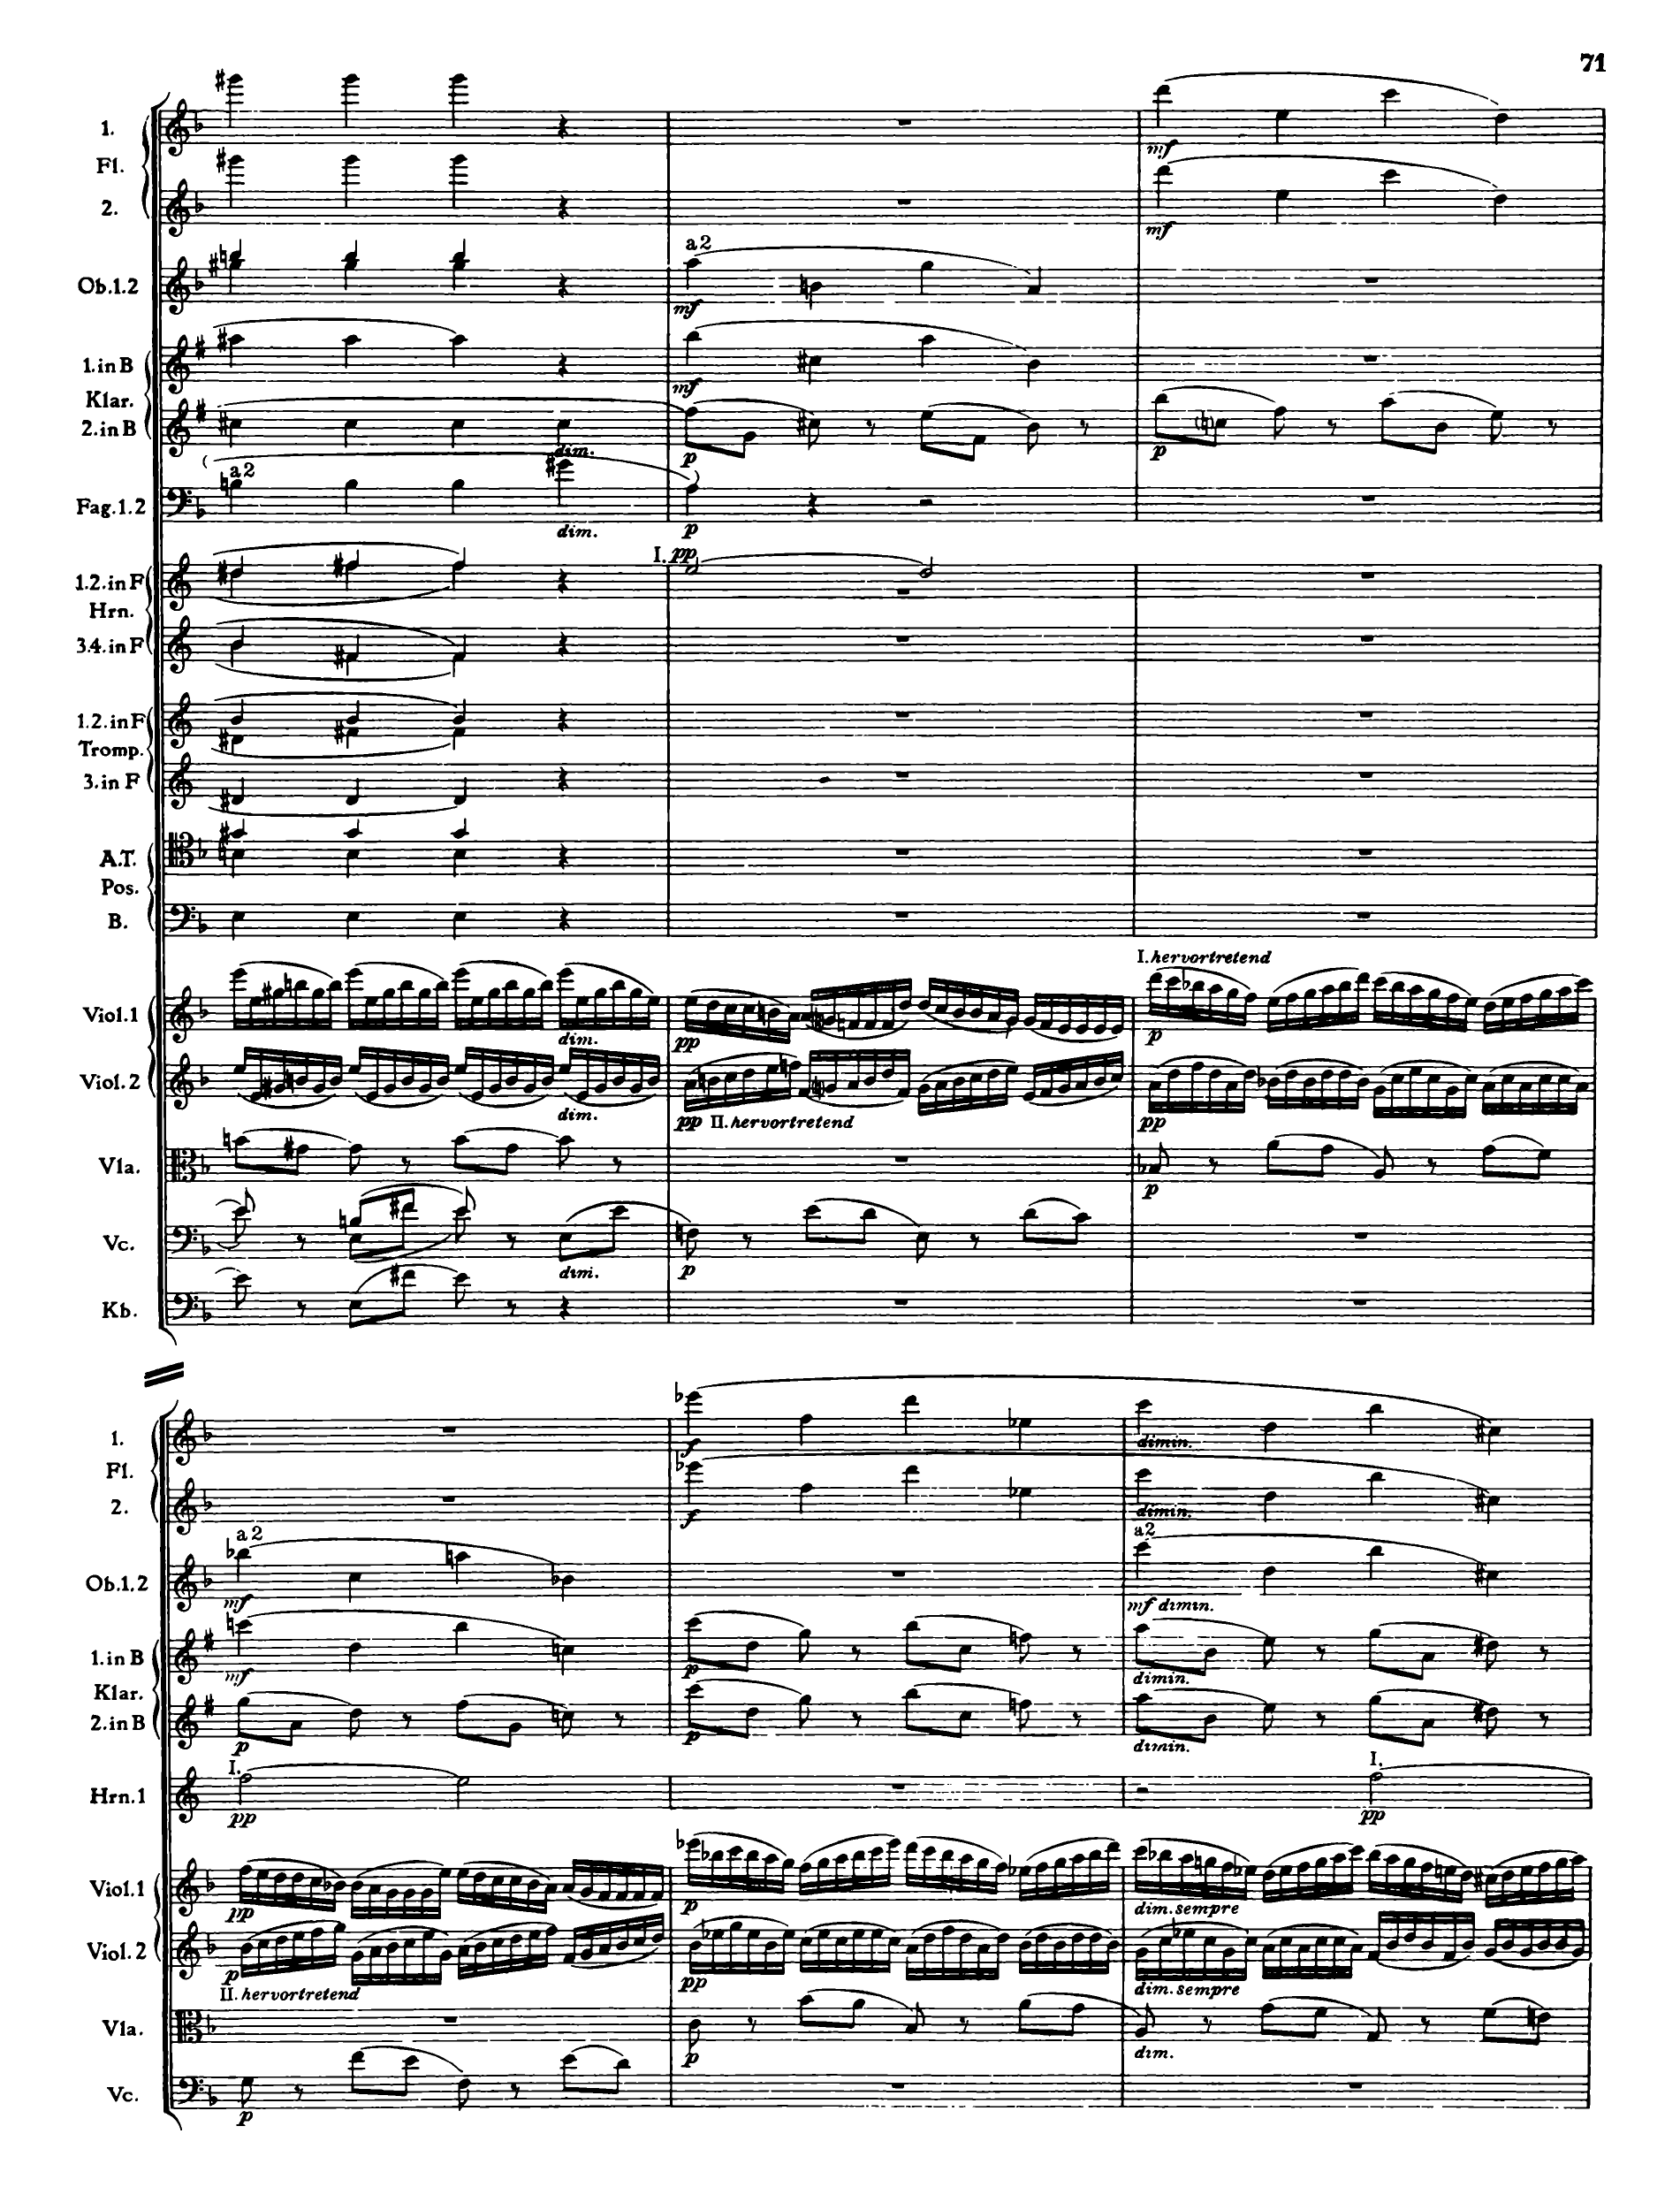 71
1.
Fl.
2.
mf
mf
Ob.1.2
a 2
mf
1. in B
mf
Klar.
2. in B
dim.
p
p
Fag.1.2
a 2
dim.
p
1.2. in F
I. pp
Hrn.
3.4. in F
1.2. in F
Tromp.
3. in F
A.T.
Pos.
B.
I. hervortretend
Viol.1
dim.
pp
p
Viol.2
dim.
pp II. hervortretend
pp
Vla.
p
Vc.
dim.
p
Kb.
1.
f
dimin.
Fl.
2.
f
dimin.
Ob.1.2
a 2
mf
a 2
mf dimin.
1. in B
mf
p
dimin.
Klar.
2. in B
p
p
dimin.
Hrn.1
I.
pp
I.
pp
Viol.1
pp
p
dim. sempre
Viol.2
p
II. hervortretend
pp
dim. sempre
Vla.
p
dim.
Vc.
p